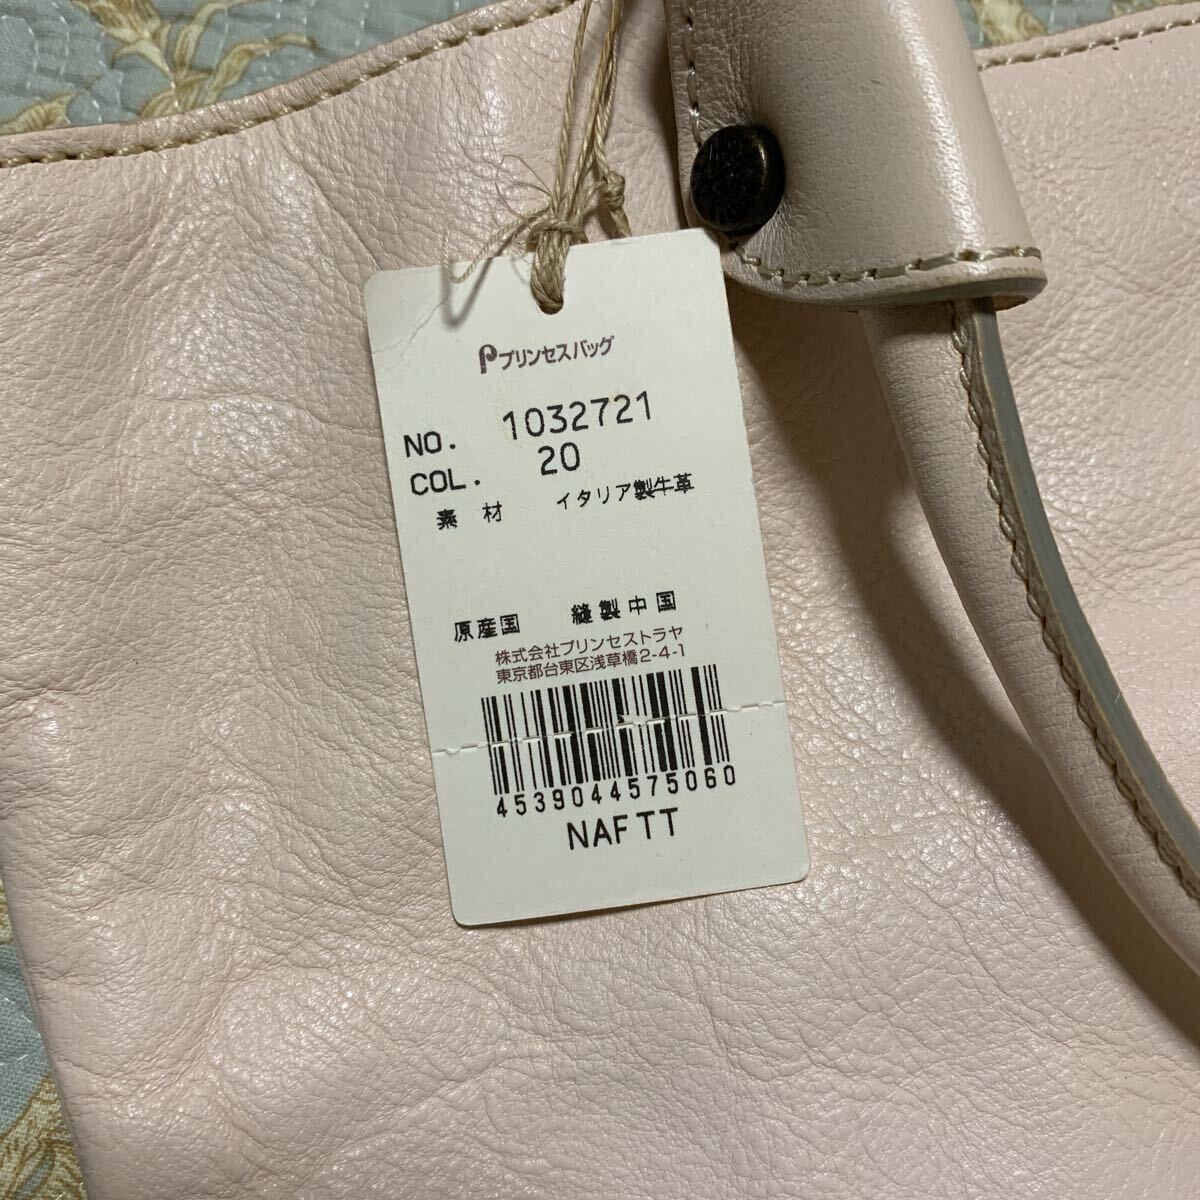 プリンセスバッグ
NO. 1032721
COL. 20
素材 イタリア製牛革
原産国 縫製中国
株式会社プリンセストラヤ
東京都台東区浅草橋2-4-1
4539044575060
NAFTT